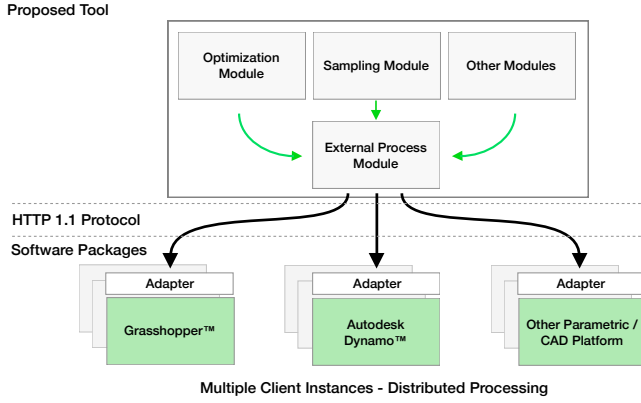 Proposed Tool
Optimization
Module
Sampling Module
Other Modules
External Process
Module
HTTP 1.1 Protocol
Software Packages
Adapter
Grasshopper™
Adapter
Autodesk
Dynamo™
Adapter
Other Parametric /
CAD Platform
Multiple Client Instances - Distributed Processing